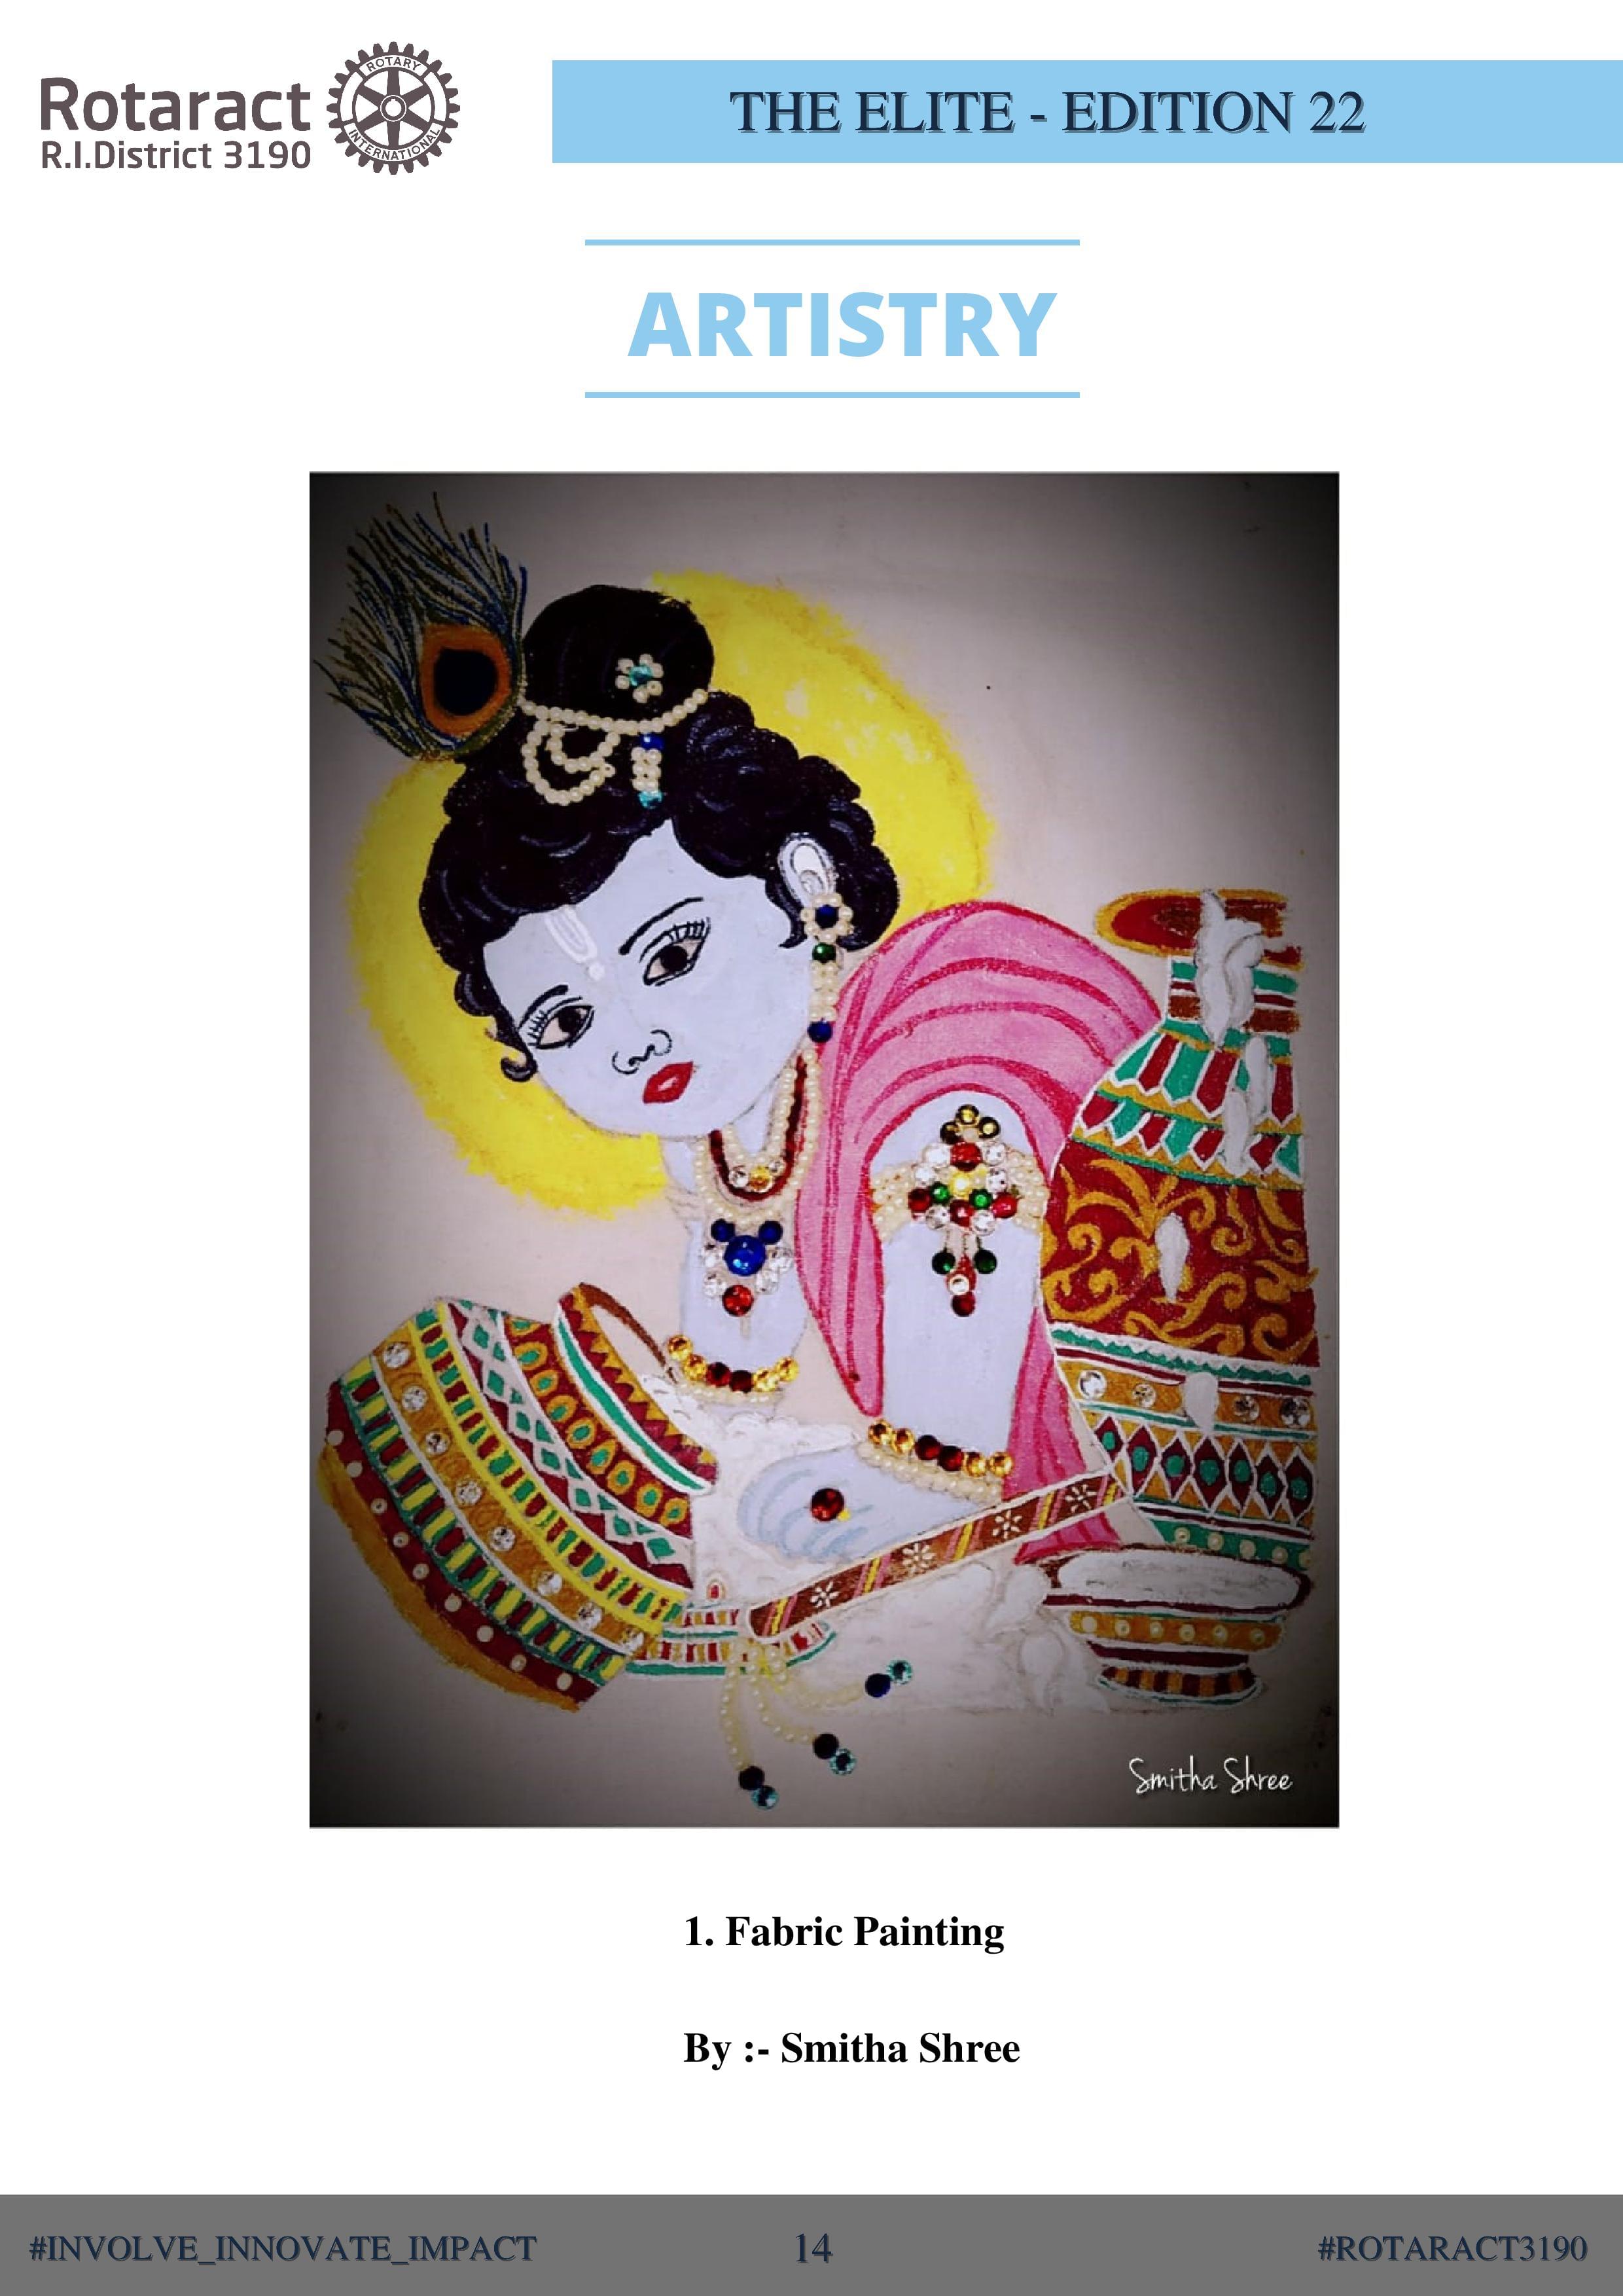 Rotaract
R.I.District 3190
ROTARY
INTERNATIONAL
THE ELITE - EDITION 22
ARTISTRY
Smitha Shree
1. Fabric Painting
By :- Smitha Shree
#INVOLVE_INNOVATE_IMPACT
14
#ROTARACT3190